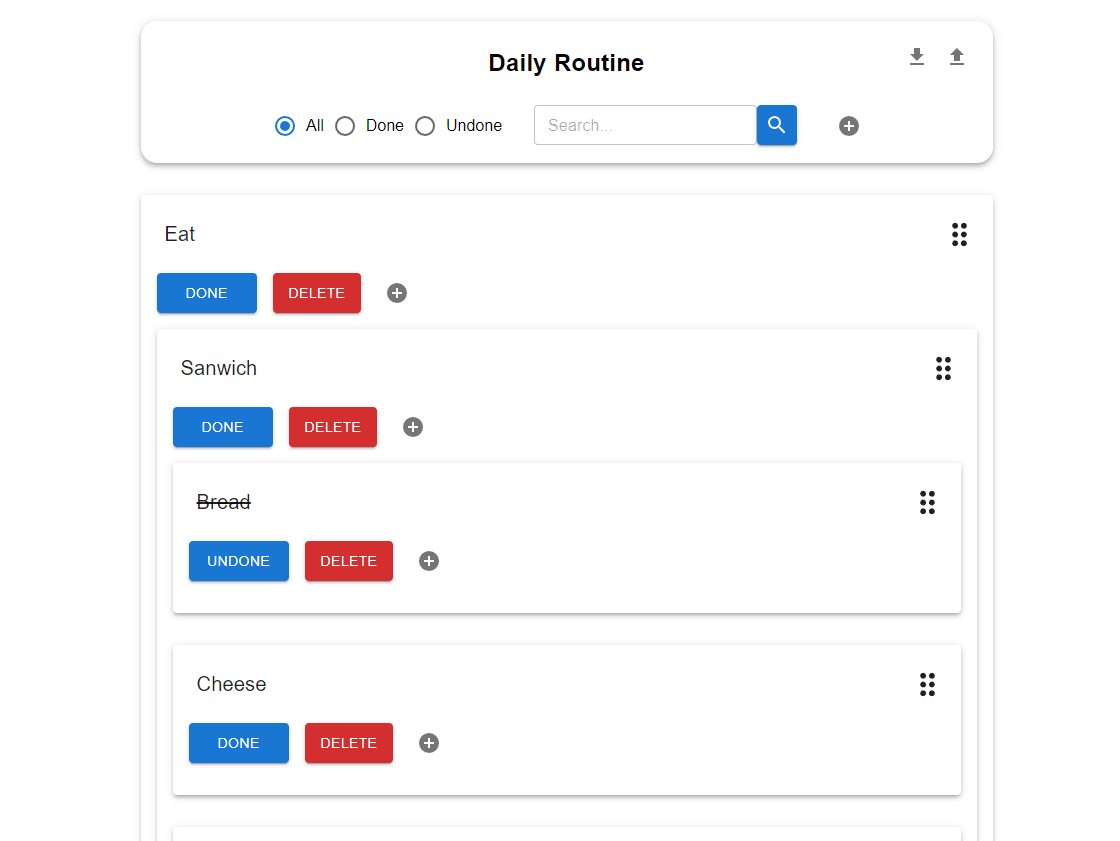 Daily Routine
All Done Undone Search...
Eat
DONE DELETE
Sanwich
DONE DELETE
Bread
UNDONE DELETE
Cheese
DONE DELETE